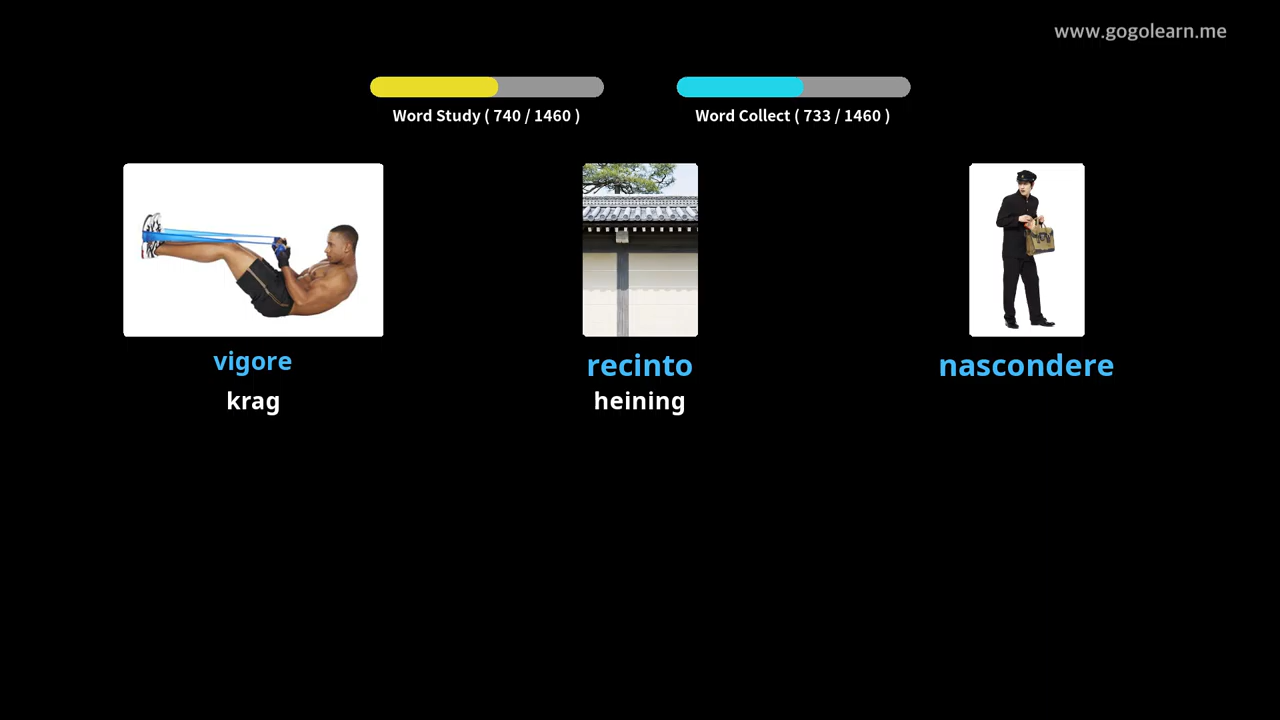 www.gogolearn.me
Word Study ( 740 / 1460 )
Word Collect ( 733 / 1460 )
vigore
krag
recinto
heining
nascondere